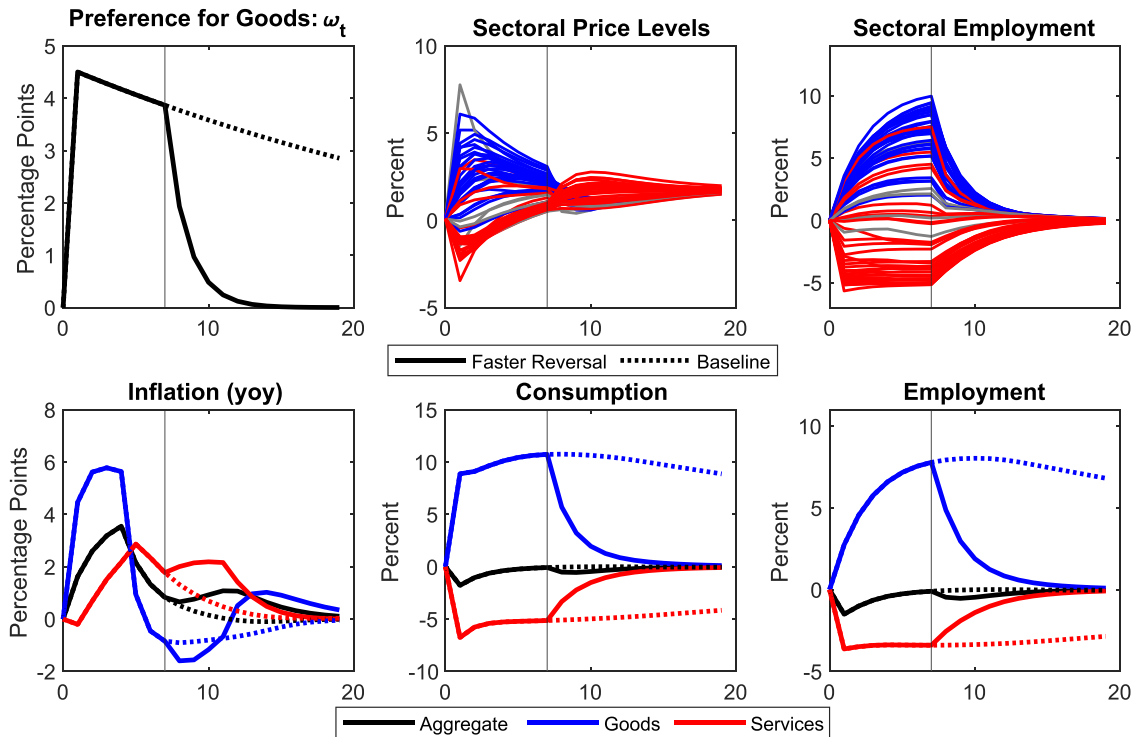 Preference for Goods: ωt
Sectoral Price Levels
Sectoral Employment
Percentage Points
5
4
3
2
1
0
0
10
20
Percent
10
5
0
-5
0
10
20
Percent
10
5
0
-5
0
10
20
Faster Reversal
Baseline
Inflation (yoy)
Consumption
Employment
Percentage Points
8
6
4
2
0
-2
0
10
20
Percent
15
10
5
0
-5
-10
0
10
20
Percent
10
5
0
-5
0
10
20
Aggregate
Goods
Services